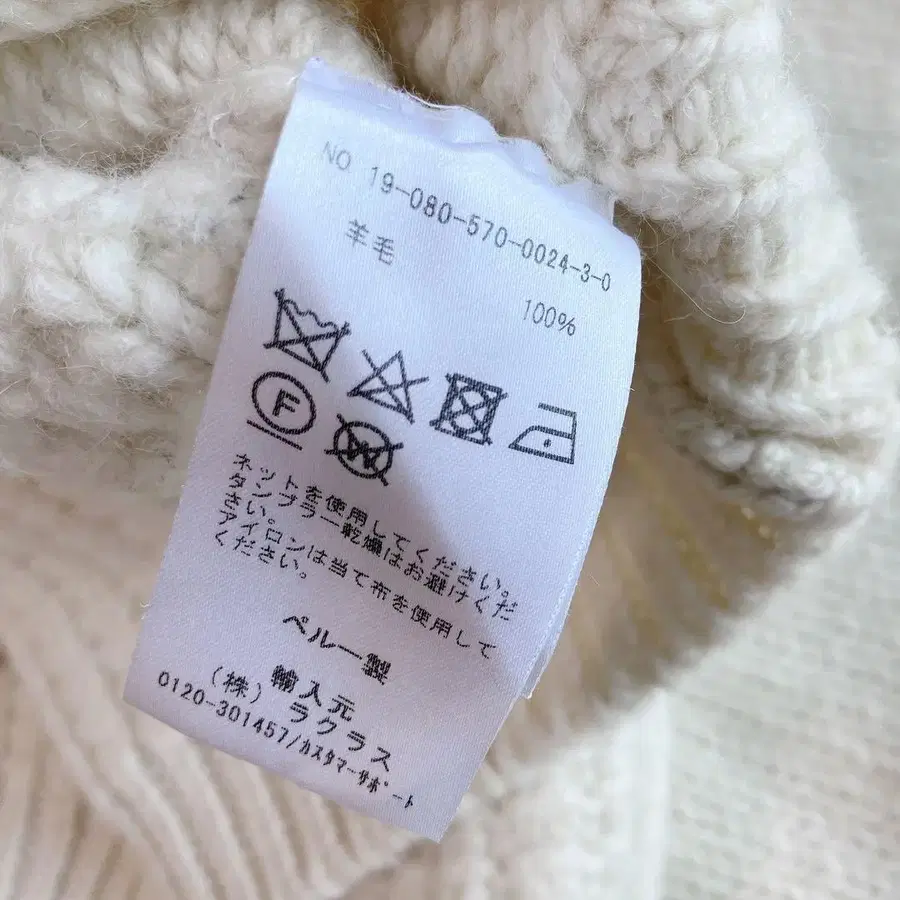 NO 19-080-570-0024-3-0
羊毛
100%
F
W
ネットを使用してください。
タンブラー乾燥はお避けくだ
さい。
アイロンは当て布を使用して
ください。
ペルー製
輸入元
(株) ラクラス
0120-301457/カスタマーサポート